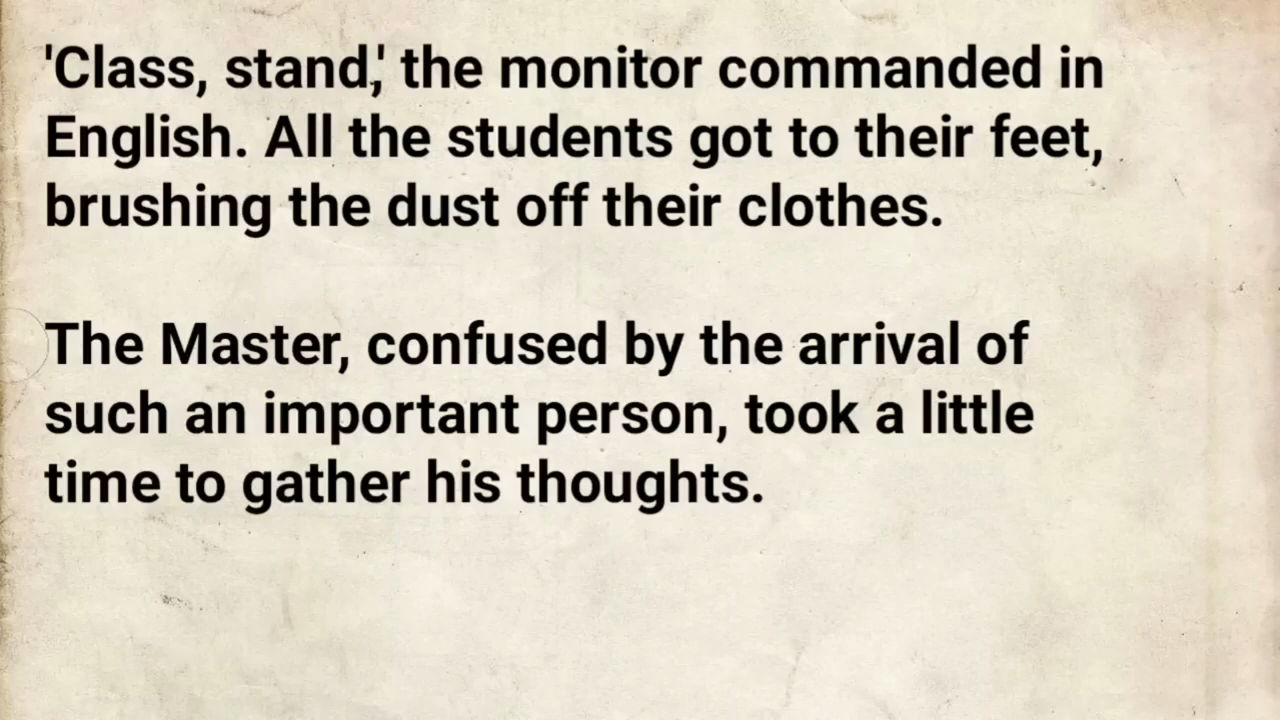 'Class, stand,' the monitor commanded in
English. All the students got to their feet,
brushing the dust off their clothes.
The Master, confused by the arrival of
such an important person, took a little
time to gather his thoughts.